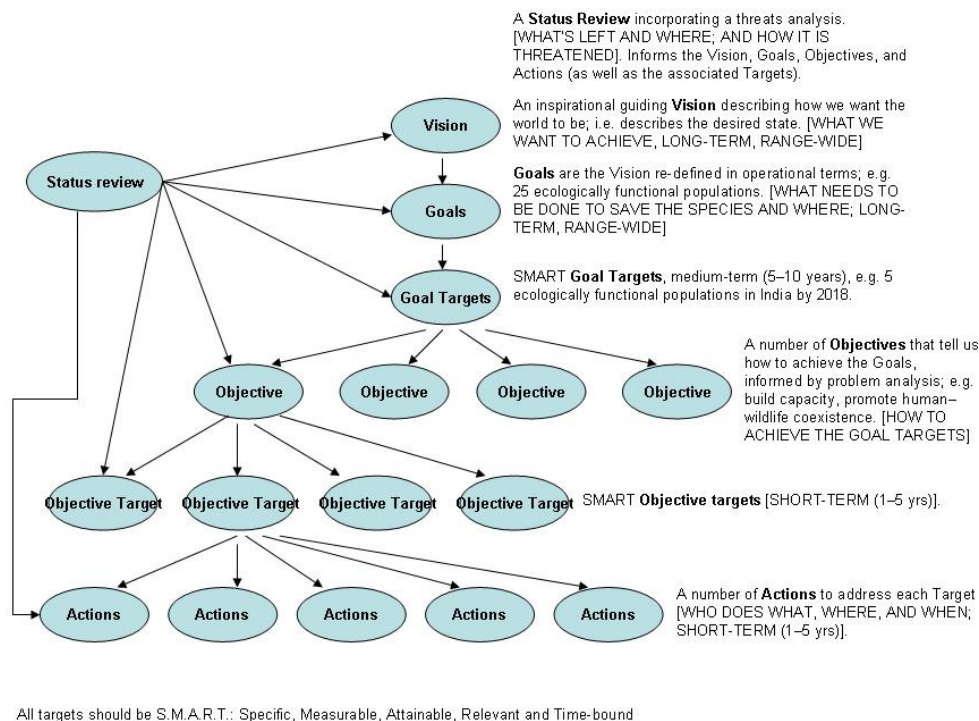 A Status Review incorporating a threats analysis.
[WHAT'S LEFT AND WHERE; AND HOW IT IS
THREATENED]. Informs the Vision, Goals, Objectives, and
Actions (as well as the associated Targets).
An inspirational guiding Vision describing how we want the
world to be; i.e. describes the desired state. [WHAT WE
WANT TO ACHIEVE, LONG-TERM, RANGE-WIDE]
Vision
Status review
Goals are the Vision re-defined in operational terms; e.g.
25 ecologically functional populations. [WHAT NEEDS TO
BE DONE TO SAVE THE SPECIES AND WHERE; LONG-
TERM, RANGE-WIDE]
Goals
SMART Goal Targets, medium-term (5–10 years), e.g. 5
ecologically functional populations in India by 2018.
Goal Targets
A number of Objectives that tell us
how to achieve the Goals,
informed by problem analysis; e.g.
build capacity, promote human–
wildlife coexistence. [HOW TO
ACHIEVE THE GOAL TARGETS]
Objective
Objective
Objective
Objective
Objective Target
Objective Target
Objective Target
Objective Target
SMART Objective targets [SHORT-TERM (1–5 yrs)].
Actions
Actions
Actions
Actions
Actions
A number of Actions to address each Target
[WHO DOES WHAT, WHERE, AND WHEN;
SHORT-TERM (1–5 yrs)].
All targets should be S.M.A.R.T.: Specific, Measurable, Attainable, Relevant and Time-bound